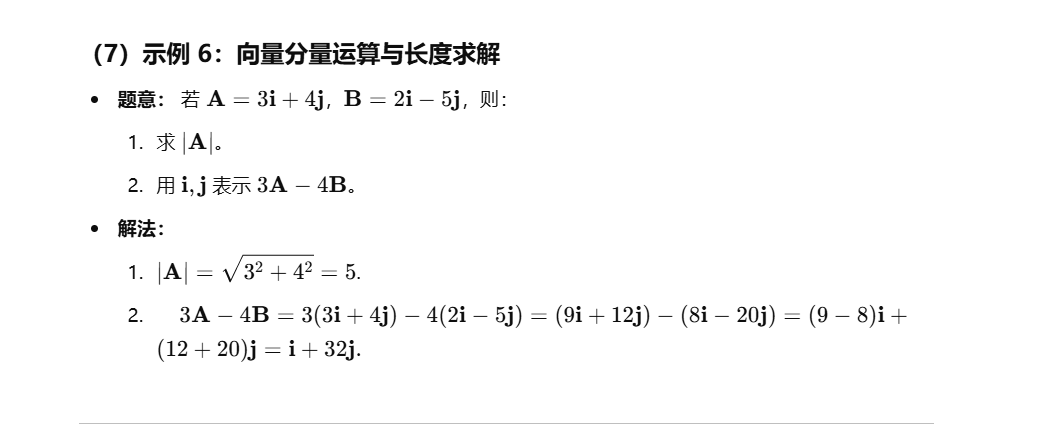 （7）示例 6：向量分量运算与长度求解
• 题意： 若 A = 3i + 4j，B = 2i − 5j，则：
1. 求 |A|。
2. 用 i, j 表示 3A − 4B。
• 解法：
1. |A| = √(3² + 4²) = 5.
2. 3A − 4B = 3(3i + 4j) − 4(2i − 5j) = (9i + 12j) − (8i − 20j) = (9 − 8)i +
(12 + 20)j = i + 32j.